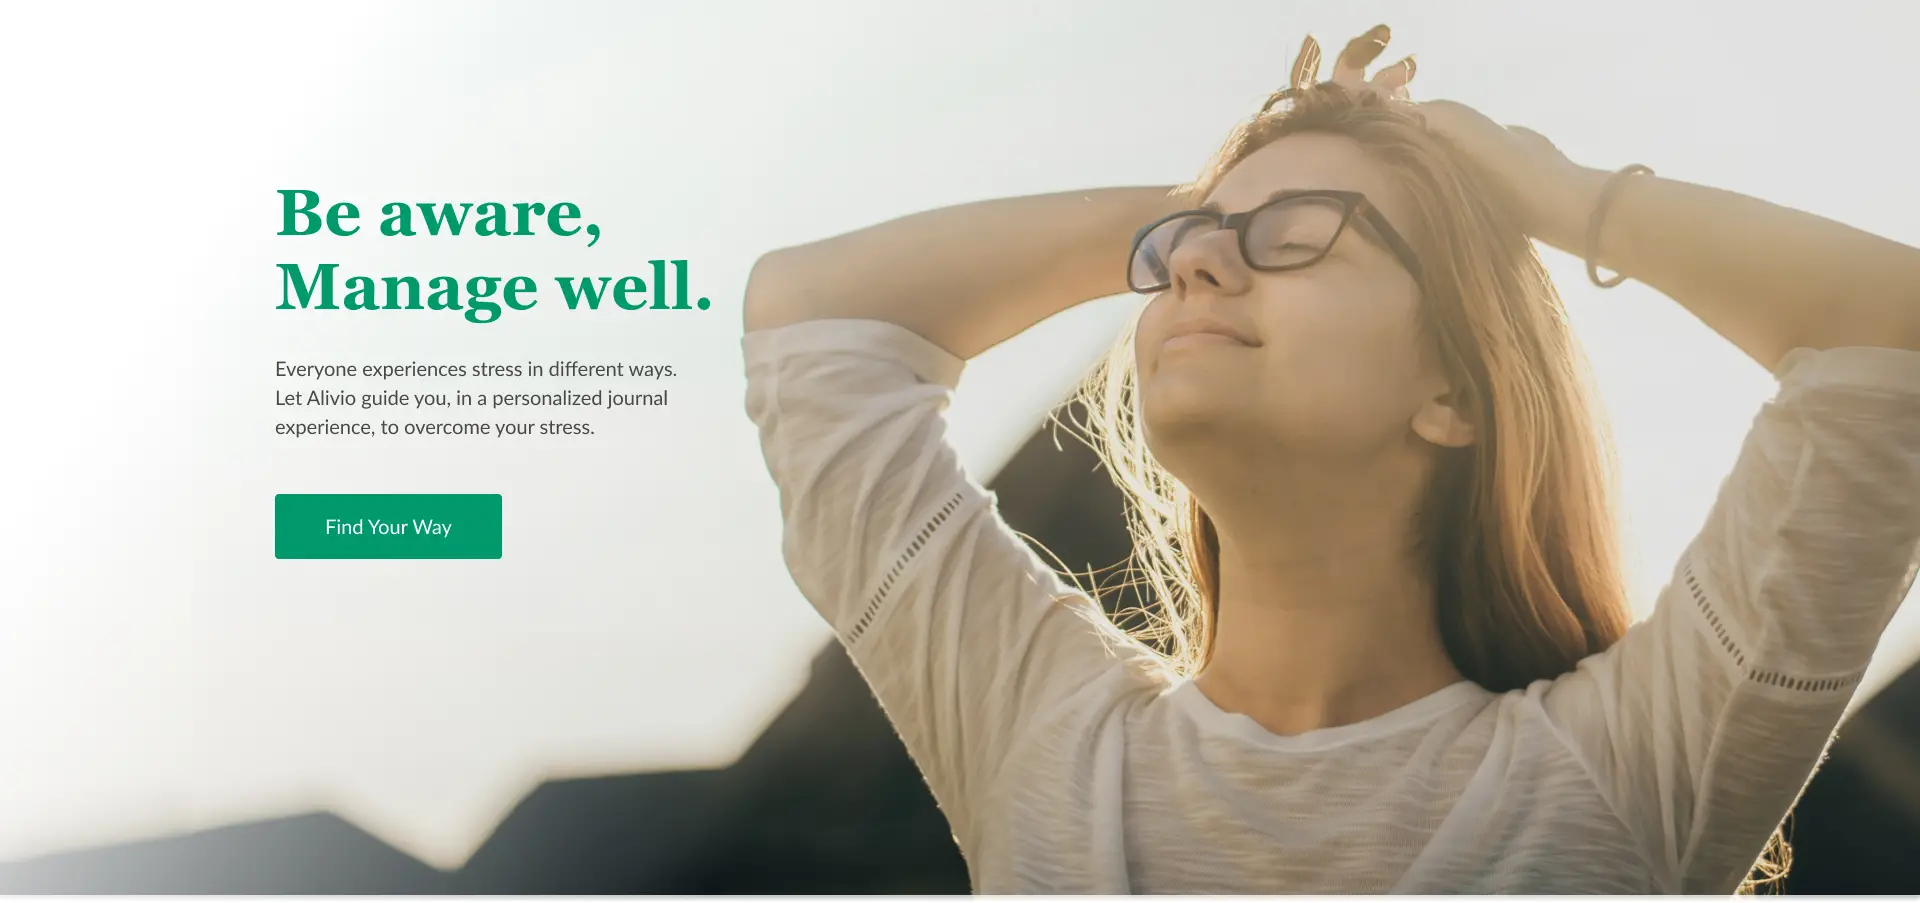 Be aware,
Manage well.
Everyone experiences stress in different ways.
Let Alivio guide you, in a personalized journal
experience, to overcome your stress.
Find Your Way